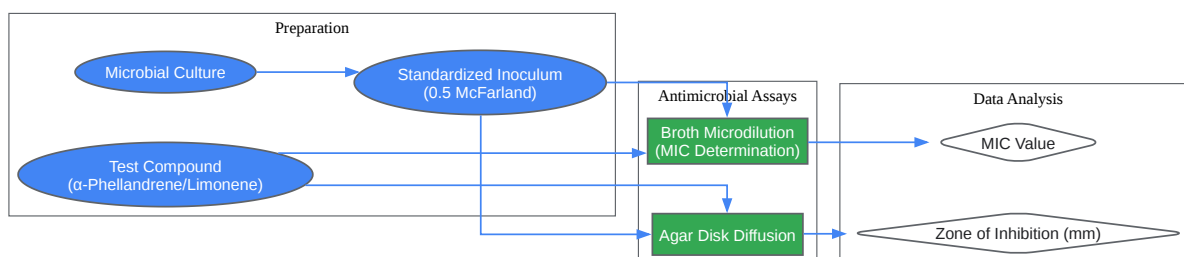 Preparation
Microbial Culture
Standardized Inoculum
(0.5 McFarland)
Test Compound
(α-Phellandrene/Limonene)
Antimicrobial Assays
Broth Microdilution
(MIC Determination)
Agar Disk Diffusion
Data Analysis
MIC Value
Zone of Inhibition (mm)